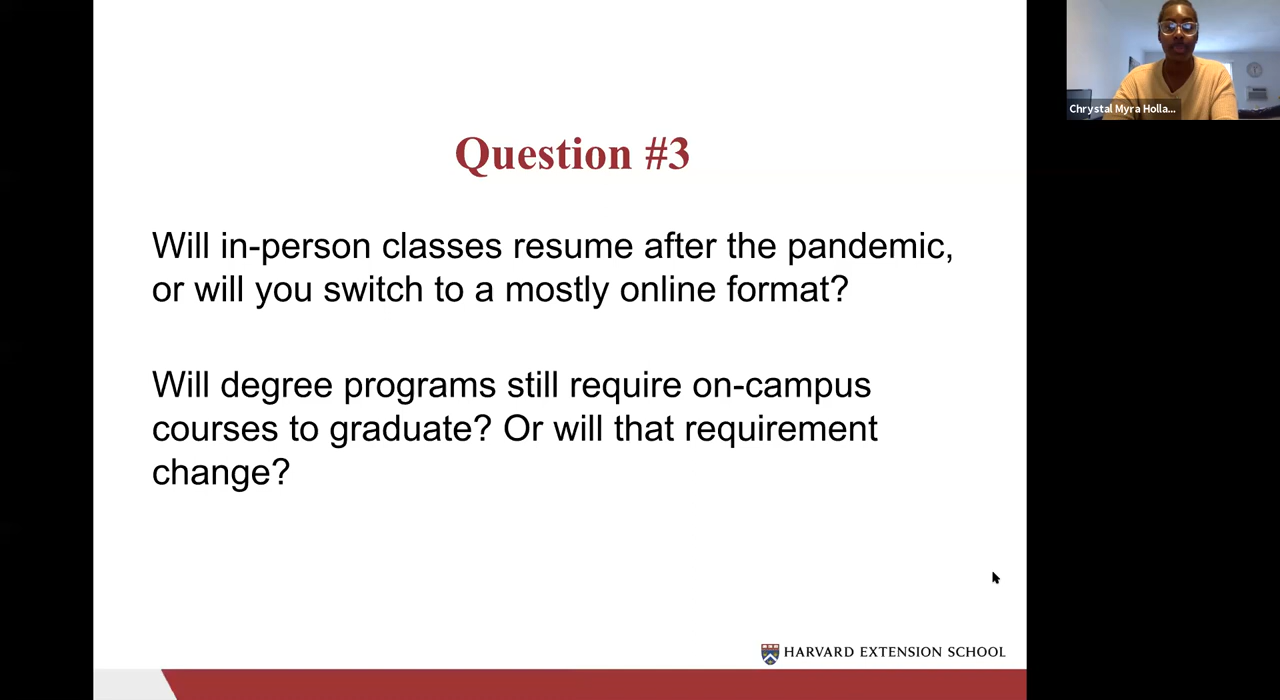 Question #3
Will in-person classes resume after the pandemic,
or will you switch to a mostly online format?
Will degree programs still require on-campus
courses to graduate? Or will that requirement
change?
HARVARD EXTENSION SCHOOL
Chrystal Myra Holla...